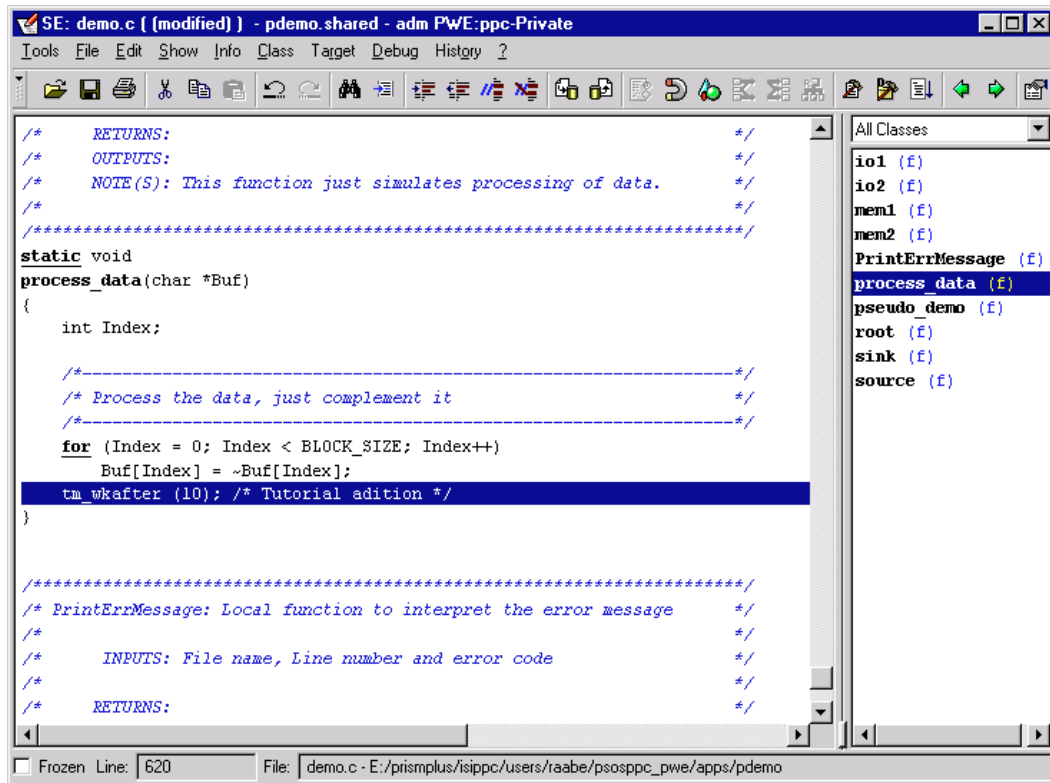 SE: demo.c ( (modified) ) - pdemo.shared - adm PWE:ppc-Private
Tools File Edit Show Info Class Target Debug History ?
/* RETURNS: */
/* OUTPUTS: */
/* NOTE(S): This function just simulates processing of data. */
/* */
/***********************************************************************/
static void
process_data(char *Buf)
{
int Index;
/*-----------------------------------------------------------------*/
/* Process the data, just complement it */
/*-----------------------------------------------------------------*/
for (Index = 0; Index < BLOCK_SIZE; Index++)
Buf[Index] = ~Buf[Index];
tm_wkafter (10); /* Tutorial adition */
}
/***********************************************************************/
/* PrintErrMessage: Local function to interpret the error message */
/* */
/* INPUTS: File name, Line number and error code */
/* */
/* RETURNS: */
All Classes
io1 (f)
io2 (f)
mem1 (f)
mem2 (f)
PrintErrMessage (f)
process_data (f)
pseudo_demo (f)
root (f)
sink (f)
source (f)
Frozen Line: 620 File: demo.c - E:/prismplus/isippc/users/raabe/psosppc_pwe/apps/pdemo